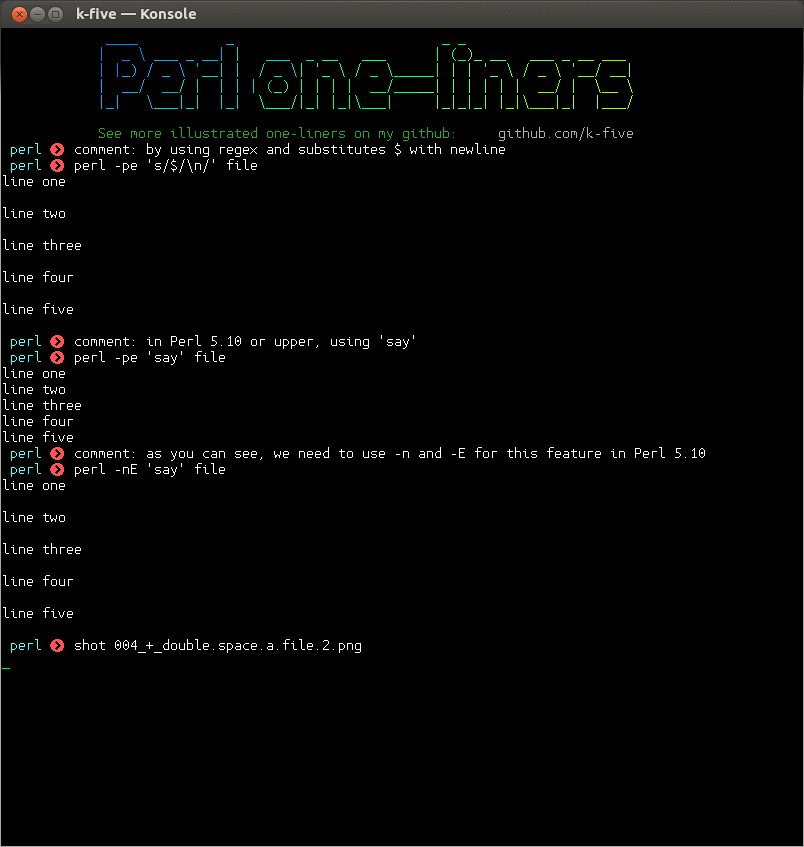 k-five — Konsole
Perl one-liners
See more illustrated one-liners on my github: github.com/k-five
perl comment: by using regex and substitutes $ with newline
perl perl -pe 's/$/\n/' file
line one
line two
line three
line four
line five
perl comment: in Perl 5.10 or upper, using 'say'
perl perl -pe 'say' file
line one
line two
line three
line four
line five
perl comment: as you can see, we need to use -n and -E for this feature in Perl 5.10
perl perl -nE 'say' file
line one
line two
line three
line four
line five
perl shot 004_+_double.space.a.file.2.png